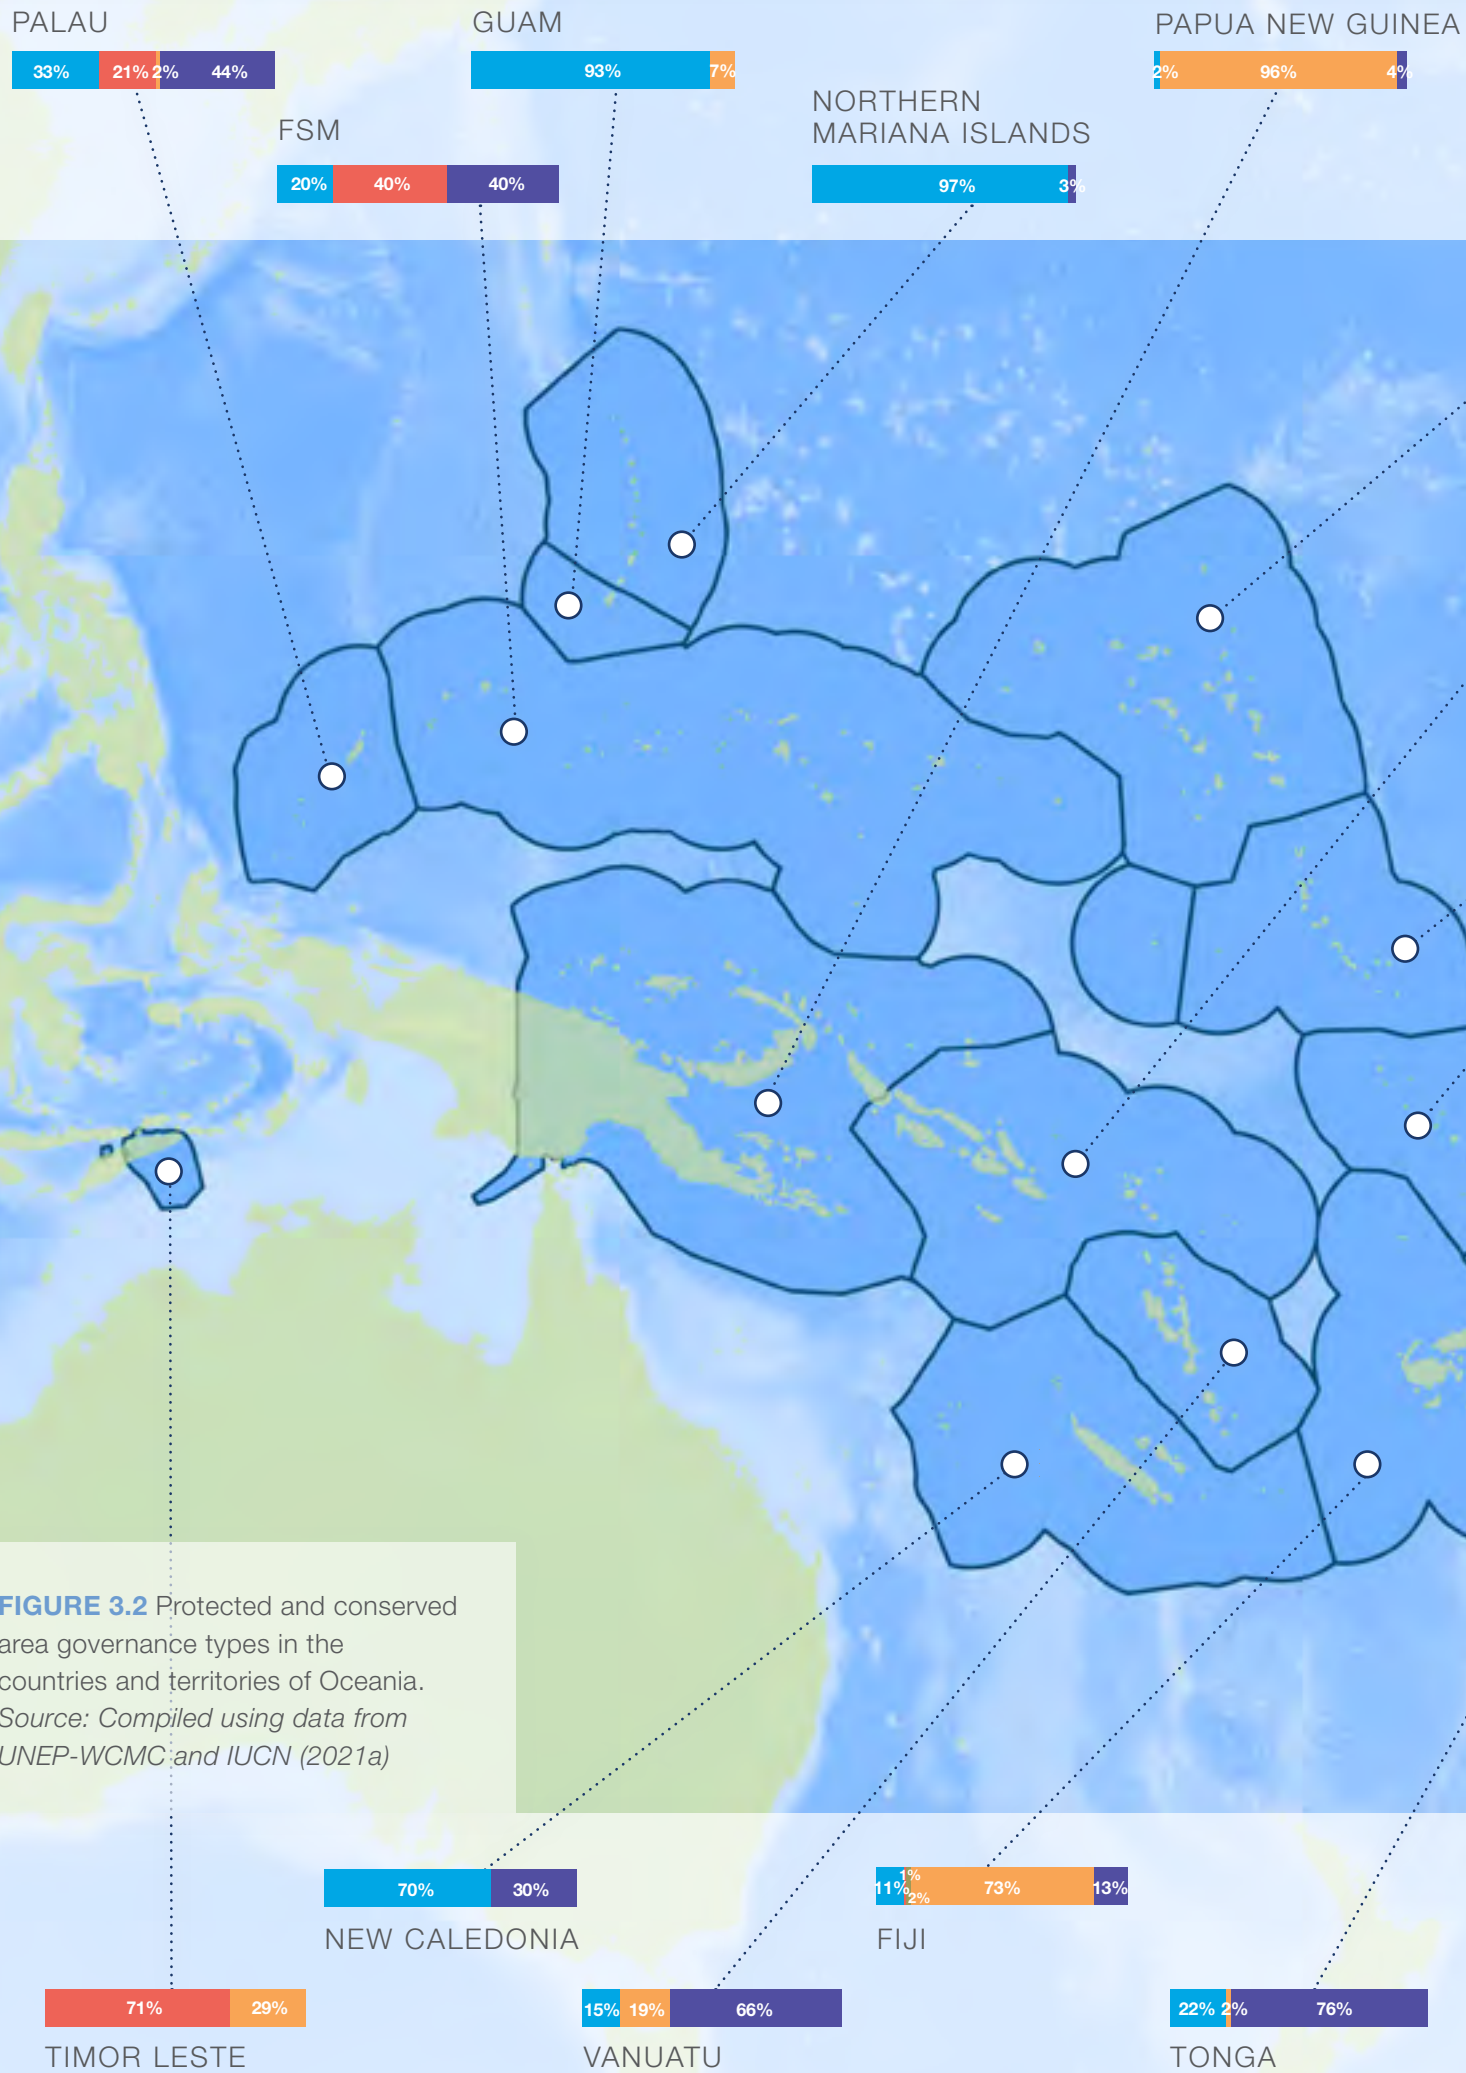 PALAU
33% 21% 2% 44%
GUAM
93% 7%
PAPUA NEW GUINEA
2% 96% 4%
FSM
20% 40% 40%
NORTHERN
MARIANA ISLANDS
97% 3%
FIGURE 3.2 Protected and conserved
area governance types in the
countries and territories of Oceania.
Source: Compiled using data from
UNEP-WCMC and IUCN (2021a)
70% 30%
NEW CALEDONIA
11% 1% 2% 73% 13%
FIJI
71% 29%
TIMOR LESTE
15% 19% 66%
VANUATU
22% 2% 76%
TONGA